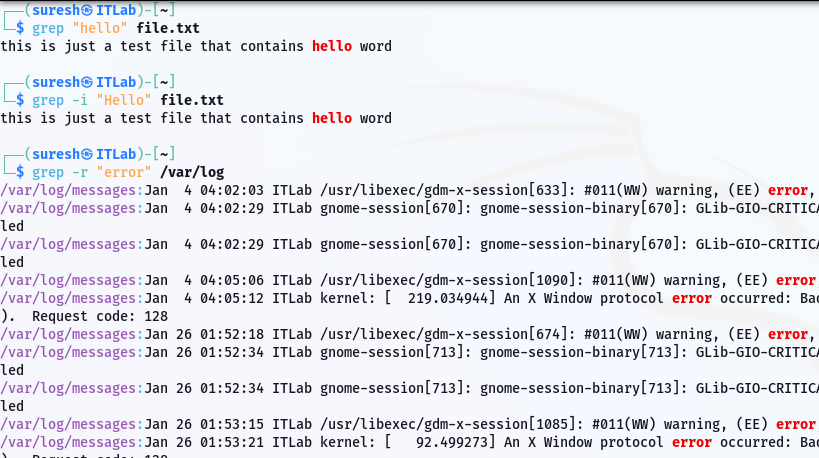 ┌──(suresh㉿ITLab)-[~]
└─$ grep "hello" file.txt
this is just a test file that contains hello word
┌──(suresh㉿ITLab)-[~]
└─$ grep -i "Hello" file.txt
this is just a test file that contains hello word
┌──(suresh㉿ITLab)-[~]
└─$ grep -r "error" /var/log
/var/log/messages:Jan  4 04:02:03 ITLab /usr/libexec/gdm-x-session[633]: #011(WW) warning, (EE) error,
/var/log/messages:Jan  4 04:02:29 ITLab gnome-session[670]: gnome-session-binary[670]: GLib-GIO-CRITICA
led
/var/log/messages:Jan  4 04:02:29 ITLab gnome-session[670]: gnome-session-binary[670]: GLib-GIO-CRITICA
led
/var/log/messages:Jan  4 04:05:06 ITLab /usr/libexec/gdm-x-session[1090]: #011(WW) warning, (EE) error
/var/log/messages:Jan  4 04:05:12 ITLab kernel: [  219.034944] An X Window protocol error occurred: Bad
).  Request code: 128
/var/log/messages:Jan 26 01:52:18 ITLab /usr/libexec/gdm-x-session[674]: #011(WW) warning, (EE) error,
/var/log/messages:Jan 26 01:52:34 ITLab gnome-session[713]: gnome-session-binary[713]: GLib-GIO-CRITICA
led
/var/log/messages:Jan 26 01:52:34 ITLab gnome-session[713]: gnome-session-binary[713]: GLib-GIO-CRITICA
led
/var/log/messages:Jan 26 01:53:15 ITLab /usr/libexec/gdm-x-session[1085]: #011(WW) warning, (EE) error
/var/log/messages:Jan 26 01:53:21 ITLab kernel: [   92.499273] An X Window protocol error occurred: Bad
).  Request code: 128